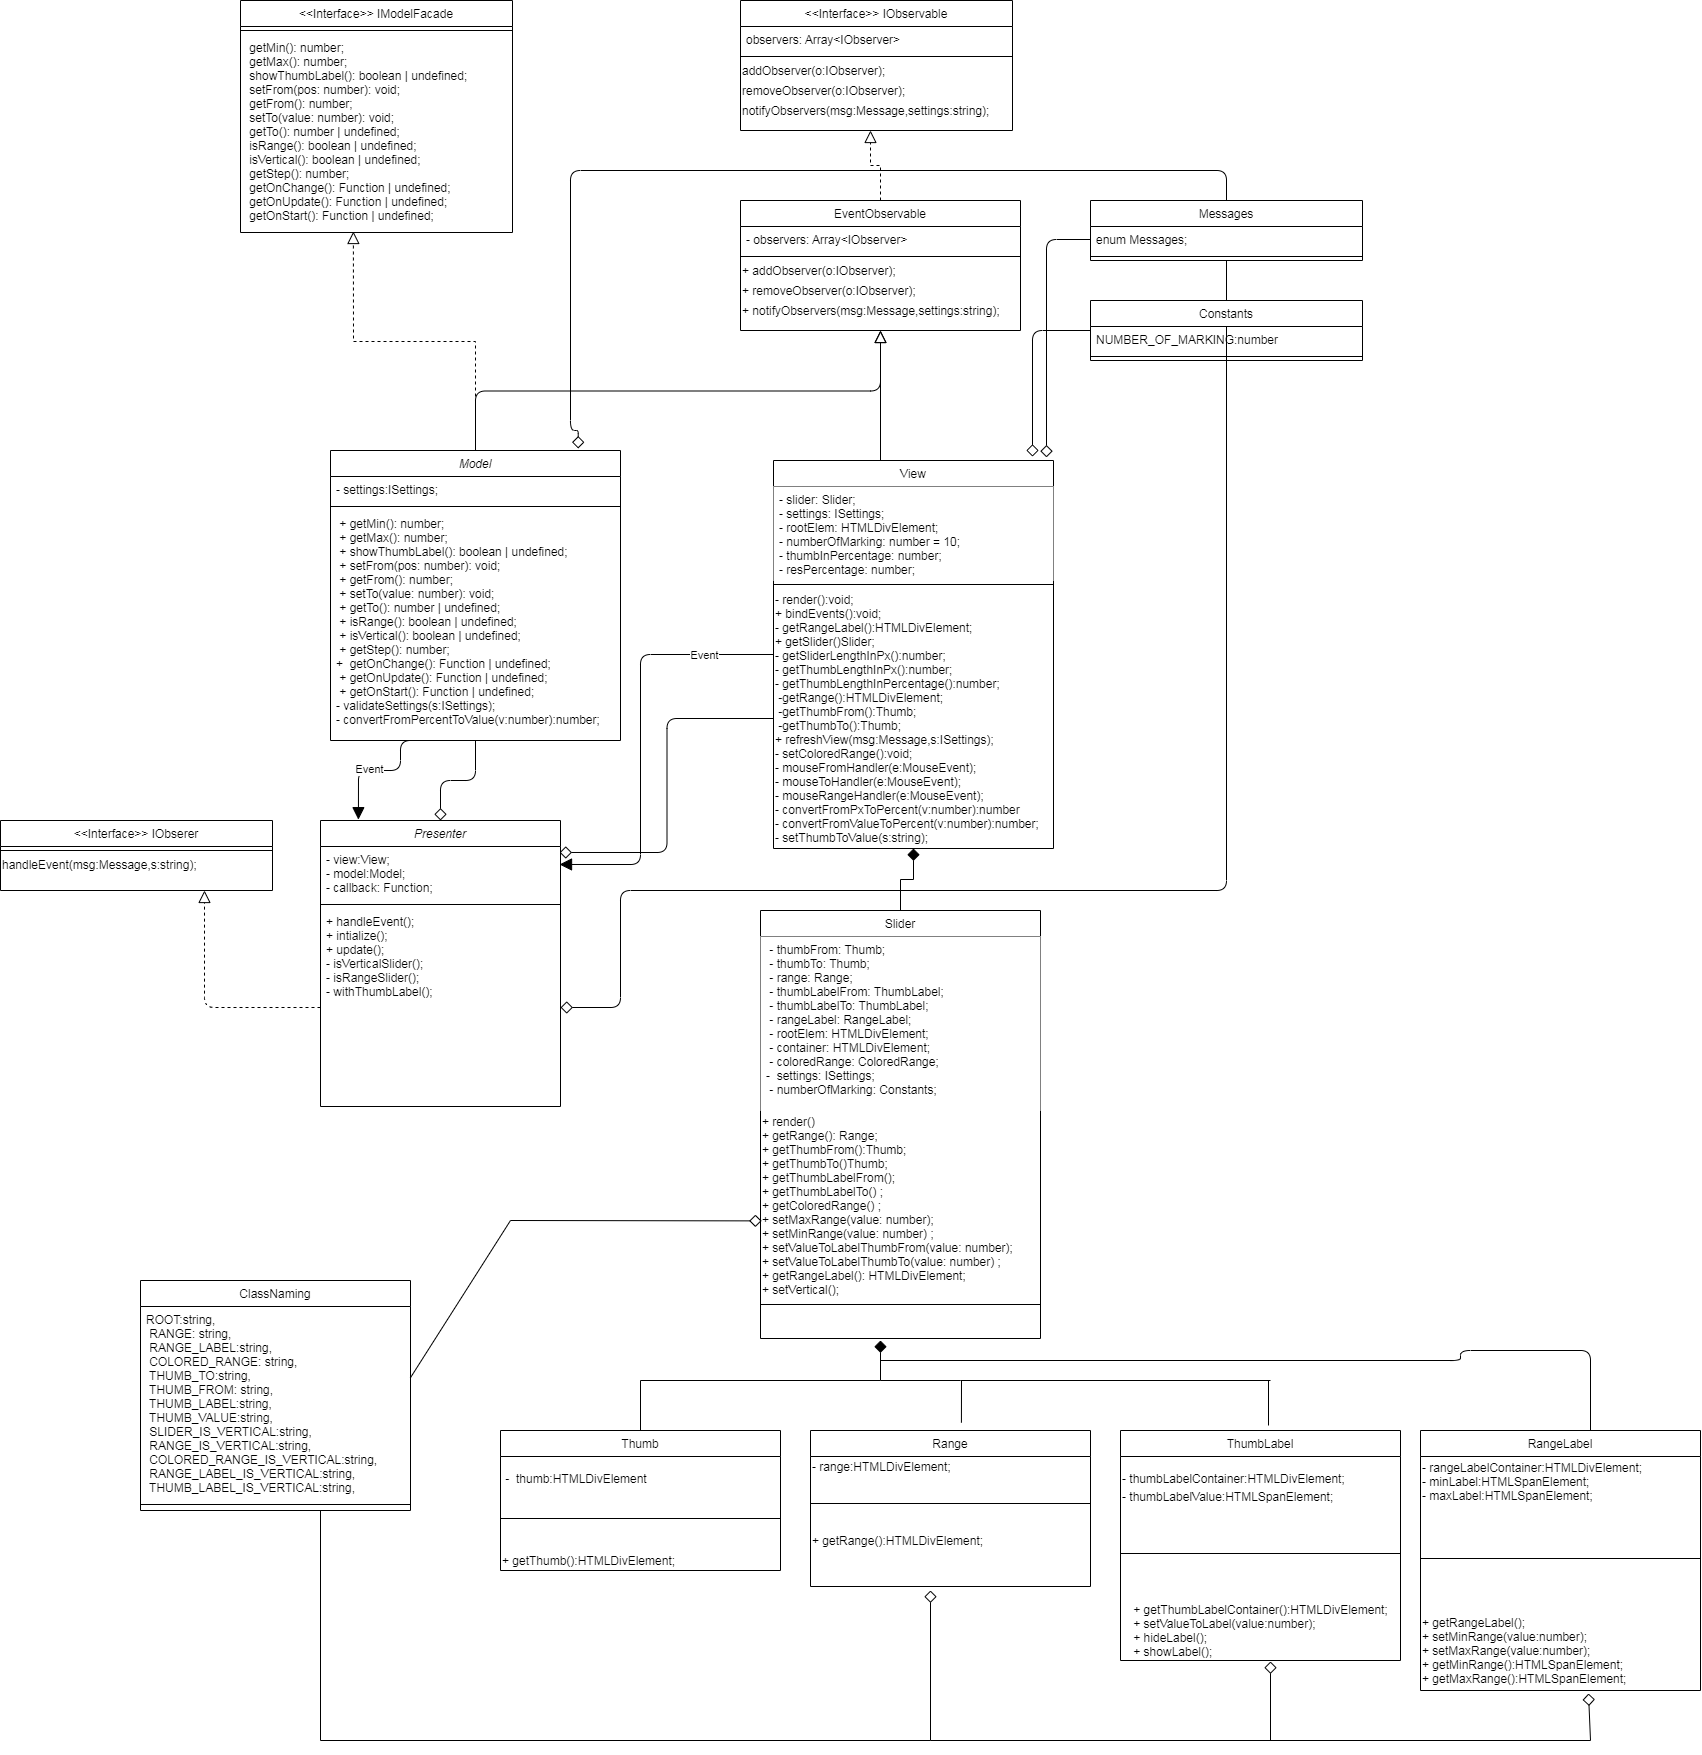 <<Interface>> IModelFacade
getMin(): number;
getMax(): number;
showThumbLabel(): boolean | undefined;
setFrom(pos: number): void;
getFrom(): number;
setTo(value: number): void;
getTo(): number | undefined;
isRange(): boolean | undefined;
isVertical(): boolean | undefined;
getStep(): number;
getOnChange(): Function | undefined;
getOnUpdate(): Function | undefined;
getOnStart(): Function | undefined;
<<Interface>> IObservable
observers: Array<IObserver>
addObserver(o:IObserver);
removeObserver(o:IObserver);
notifyObservers(msg:Message,settings:string);
EventObservable
- observers: Array<IObserver>
+ addObserver(o:IObserver);
+ removeObserver(o:IObserver);
+ notifyObservers(msg:Message,settings:string);
Messages
enum Messages;
Constants
NUMBER_OF_MARKING:number
Model
- settings:ISettings;
+ getMin(): number;
+ getMax(): number;
+ showThumbLabel(): boolean | undefined;
+ setFrom(pos: number): void;
+ getFrom(): number;
+ setTo(value: number): void;
+ getTo(): number | undefined;
+ isRange(): boolean | undefined;
+ isVertical(): boolean | undefined;
+ getStep(): number;
+ getOnChange(): Function | undefined;
+ getOnUpdate(): Function | undefined;
+ getOnStart(): Function | undefined;
- validateSettings(s:ISettings);
- convertFromPercentToValue(v:number):number;
View
- slider: Slider;
- settings: ISettings;
- rootElem: HTMLDivElement;
- numberOfMarking: number = 10;
- thumbInPercentage: number;
- resPercentage: number;
- render():void;
+ bindEvents():void;
- getRangeLabel():HTMLDivElement;
+ getSlider()Slider;
- getSliderLengthInPx():number;
- getThumbLengthInPx():number;
- getThumbLengthInPercentage():number;
-getRange():HTMLDivElement;
-getThumbFrom():Thumb;
-getThumbTo():Thumb;
+ refreshView(msg:Message,s:ISettings);
- setColoredRange():void;
- mouseFromHandler(e:MouseEvent);
- mouseToHandler(e:MouseEvent);
- mouseRangeHandler(e:MouseEvent);
- convertFromPxToPercent(v:number):number
- convertFromValueToPercent(v:number):number;
- setThumbToValue(s:string);
Event
Event
<<Interface>> IObserer
handleEvent(msg:Message,s:string);
Presenter
- view:View;
- model:Model;
- callback: Function;
+ handleEvent();
+ intialize();
+ update();
- isVerticalSlider();
- isRangeSlider();
- withThumbLabel();
Slider
- thumbFrom: Thumb;
- thumbTo: Thumb;
- range: Range;
- thumbLabelFrom: ThumbLabel;
- thumbLabelTo: ThumbLabel;
- rangeLabel: RangeLabel;
- rootElem: HTMLDivElement;
- container: HTMLDivElement;
- coloredRange: ColoredRange;
- settings: ISettings;
- numberOfMarking: Constants;
+ render()
+ getRange(): Range;
+ getThumbFrom():Thumb;
+ getThumbTo()Thumb;
+ getThumbLabelFrom();
+ getThumbLabelTo() ;
+ getColoredRange() ;
+ setMaxRange(value: number);
+ setMinRange(value: number) ;
+ setValueToLabelThumbFrom(value: number);
+ setValueToLabelThumbTo(value: number) ;
+ getRangeLabel(): HTMLDivElement;
+ setVertical();
ClassNaming
ROOT:string,
RANGE: string,
RANGE_LABEL:string,
COLORED_RANGE: string,
THUMB_TO:string,
THUMB_FROM: string,
THUMB_LABEL:string,
THUMB_VALUE:string,
SLIDER_IS_VERTICAL:string,
RANGE_IS_VERTICAL:string,
COLORED_RANGE_IS_VERTICAL:string,
RANGE_LABEL_IS_VERTICAL:string,
THUMB_LABEL_IS_VERTICAL:string,
Thumb
- thumb:HTMLDivElement
+ getThumb():HTMLDivElement;
Range
- range:HTMLDivElement;
+ getRange():HTMLDivElement;
ThumbLabel
- thumbLabelContainer:HTMLDivElement;
- thumbLabelValue:HTMLSpanElement;
+ getThumbLabelContainer():HTMLDivElement;
+ setValueToLabel(value:number);
+ hideLabel();
+ showLabel();
RangeLabel
- rangeLabelContainer:HTMLDivElement;
- minLabel:HTMLSpanElement;
- maxLabel:HTMLSpanElement;
+ getRangeLabel();
+ setMinRange(value:number);
+ setMaxRange(value:number);
+ getMinRange():HTMLSpanElement;
+ getMaxRange():HTMLSpanElement;